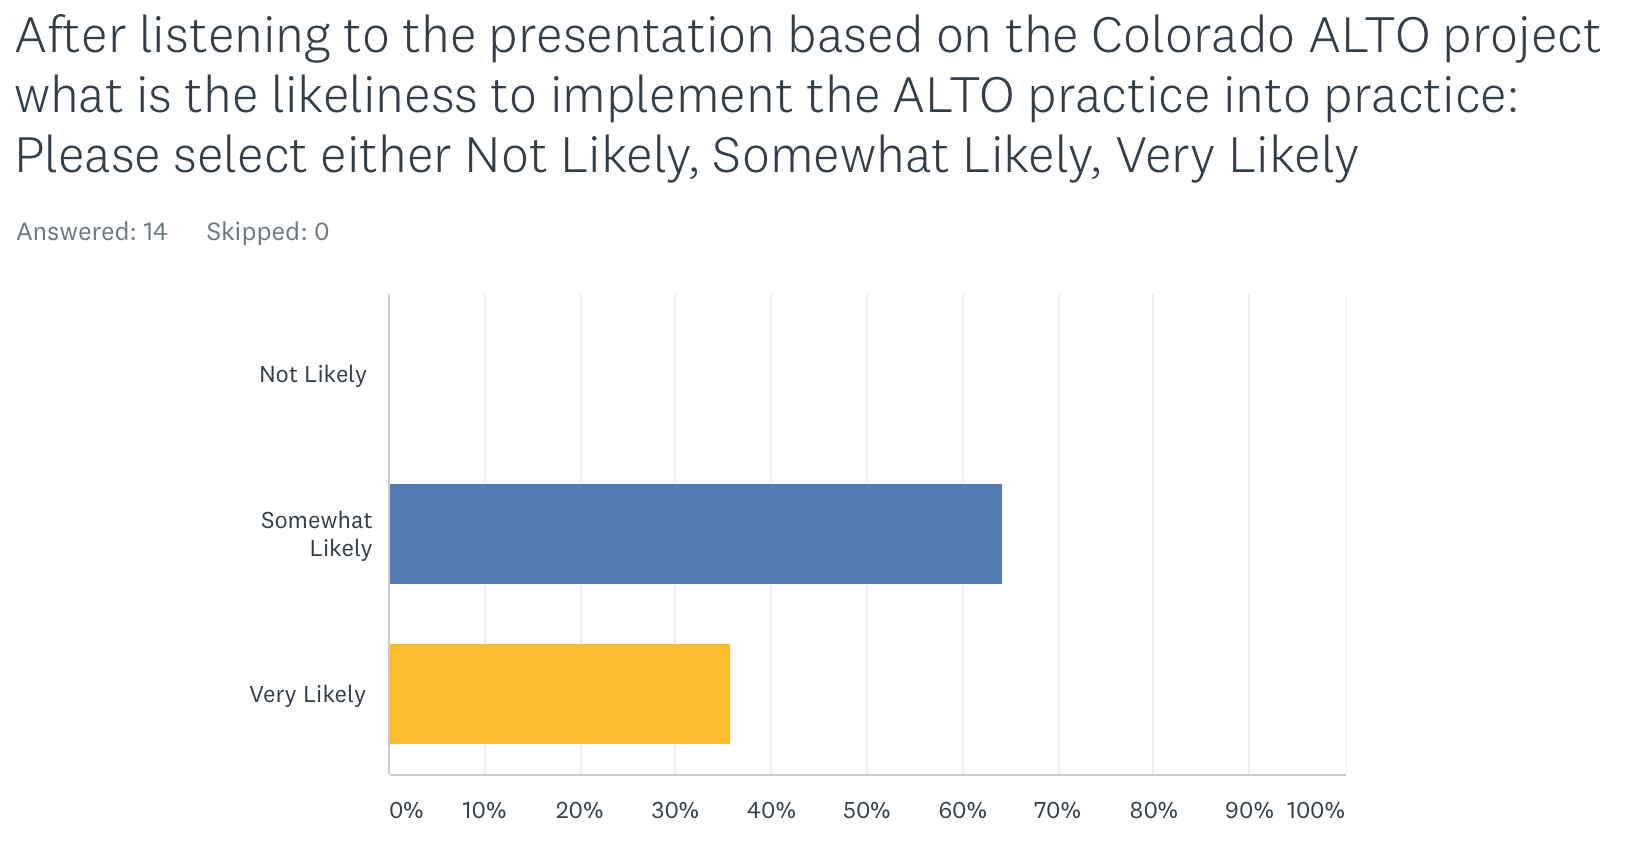 After listening to the presentation based on the Colorado ALTO project
what is the likeliness to implement the ALTO practice into practice:
Please select either Not Likely, Somewhat Likely, Very Likely
Answered: 14 Skipped: 0
Not Likely
Somewhat
Likely
Very Likely
0% 10% 20% 30% 40% 50% 60% 70% 80% 90% 100%